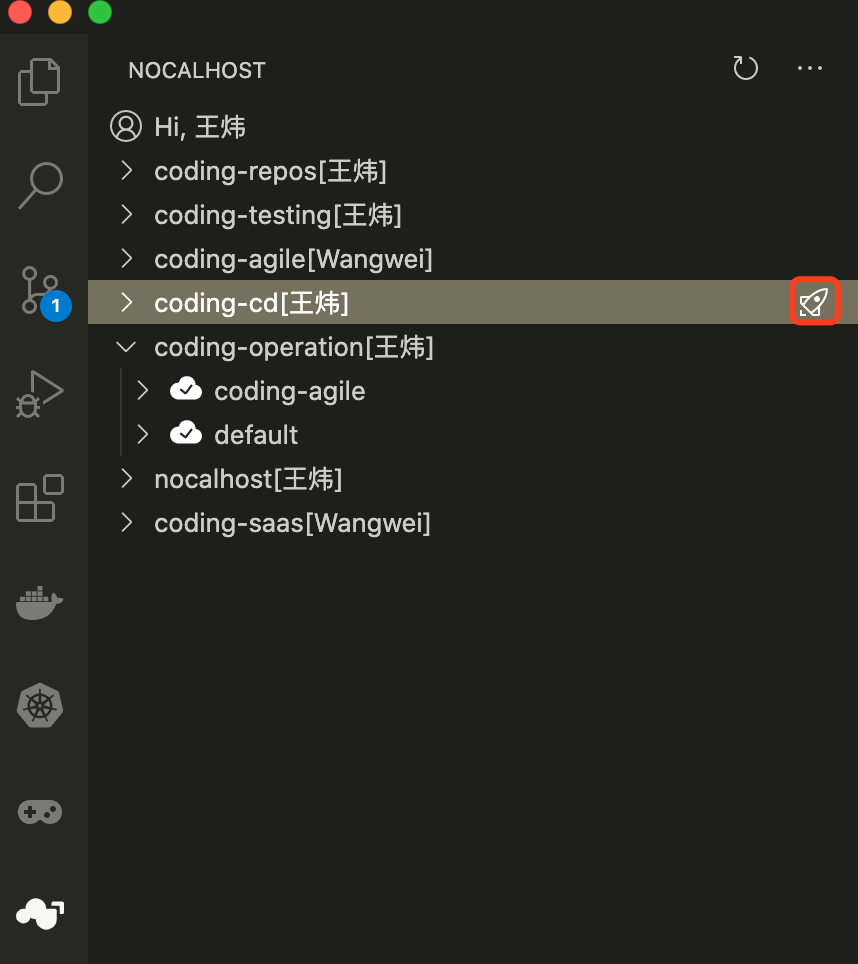 NOCALHOST
Hi, 王炜
coding-repos[王炜]
coding-testing[王炜]
coding-agile[Wangwei]
1
coding-cd[王炜]
coding-operation[王炜]
coding-agile
default
nocalhost[王炜]
coding-saas[Wangwei]